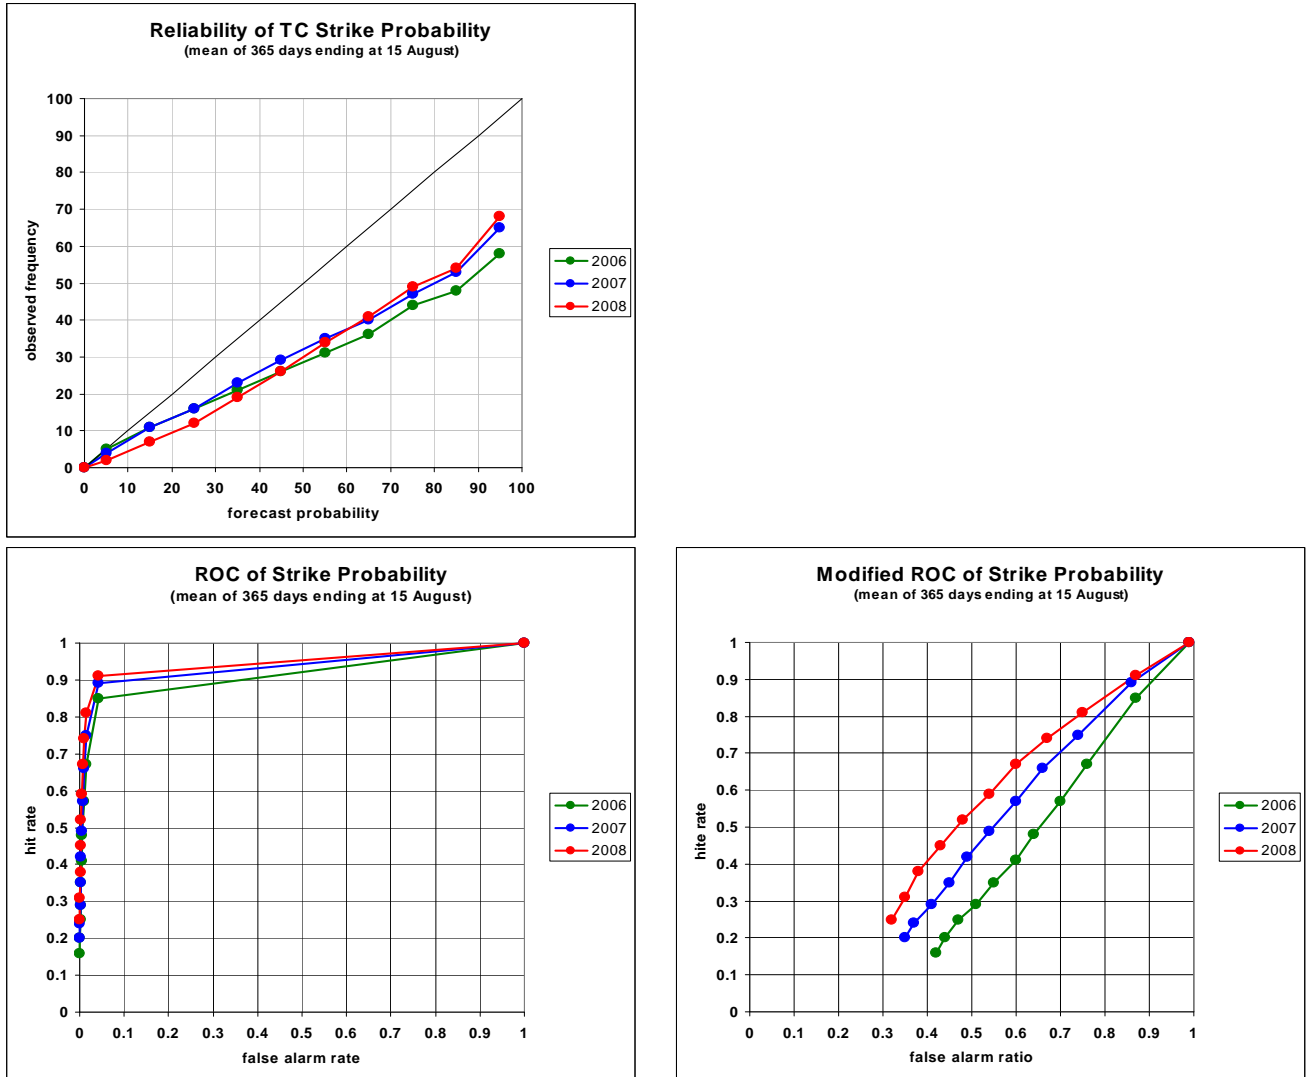 Reliability of TC Strike Probability
(mean of 365 days ending at 15 August)
100
90
80
70
60
50
40
30
20
10
0
observed frequency
0 10 20 30 40 50 60 70 80 90 100
forecast probability
2006
2007
2008
ROC of Strike Probability
(mean of 365 days ending at 15 August)
1
0.9
0.8
0.7
0.6
0.5
0.4
0.3
0.2
0.1
0
hit rate
0 0.1 0.2 0.3 0.4 0.5 0.6 0.7 0.8 0.9 1
false alarm rate
2006
2007
2008
Modified ROC of Strike Probability
(mean of 365 days ending at 15 August)
1
0.9
0.8
0.7
0.6
0.5
0.4
0.3
0.2
0.1
0
hite rate
0 0.1 0.2 0.3 0.4 0.5 0.6 0.7 0.8 0.9 1
false alarm ratio
2006
2007
2008